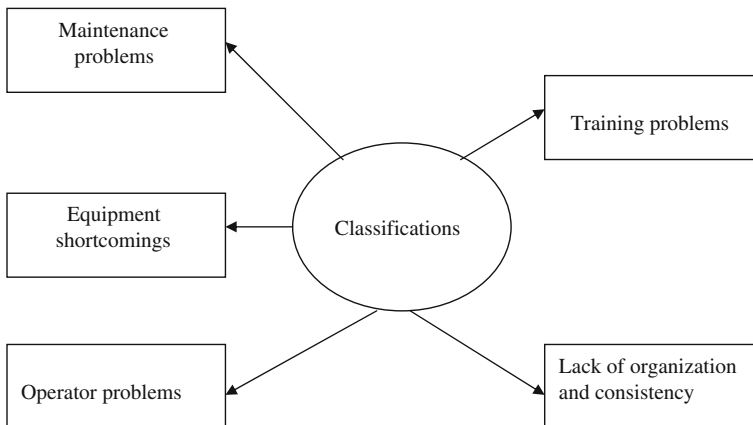 Maintenance
problems
Training problems
Equipment
shortcomings
Classifications
Operator problems
Lack of organization
and consistency